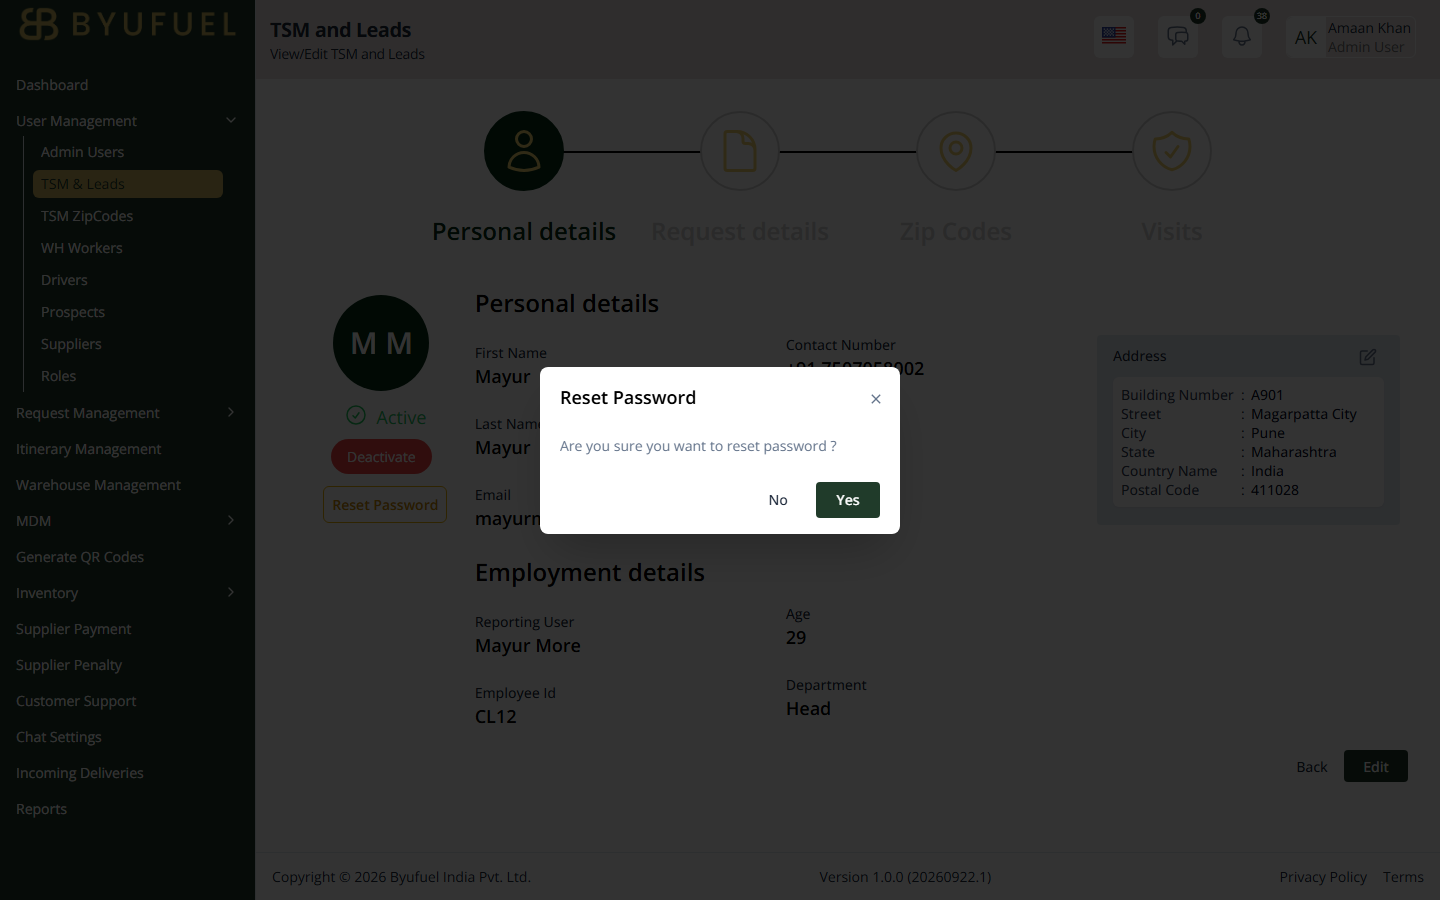 BYUFUEL
TSM and Leads
View/Edit TSM and Leads
0
38
AK
Amaan Khan
Admin User
Dashboard
User Management
Admin Users
TSM & Leads
TSM ZipCodes
WH Workers
Drivers
Prospects
Suppliers
Roles
Request Management
Itinerary Management
Warehouse Management
MDM
Generate QR Codes
Inventory
Supplier Payment
Supplier Penalty
Customer Support
Chat Settings
Incoming Deliveries
Reports
Personal details
Request details
Zip Codes
Visits
M M
Active
Deactivate
Reset Password
Personal details
First Name
Mayur
Last Name
Mayur
Email
Contact Number
Reset Password
Are you sure you want to reset password ?
No
Yes
Address
Building Number : A901
Street : Magarpatta City
City : Pune
State : Maharashtra
Country Name : India
Postal Code : 411028
Employment details
Reporting User
Mayur More
Age
29
Employee Id
CL12
Department
Head
Back
Edit
Copyright © 2026 Byufuel India Pvt. Ltd.
Version 1.0.0 (20260922.1)
Privacy Policy
Terms